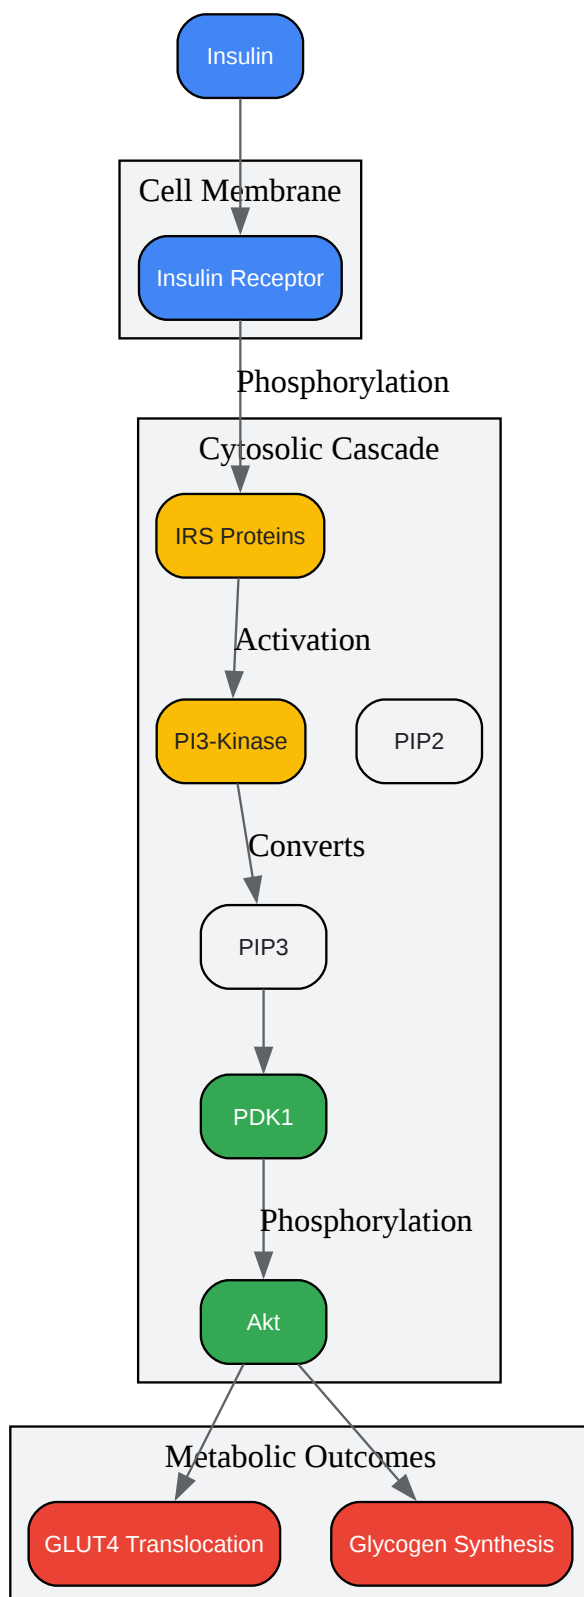 Insulin
Cell Membrane
Insulin Receptor
Phosphorylation
Cytosolic Cascade
IRS Proteins
Activation
PI3-Kinase
PIP2
Converts
PIP3
PDK1
Phosphorylation
Akt
Metabolic Outcomes
GLUT4 Translocation
Glycogen Synthesis